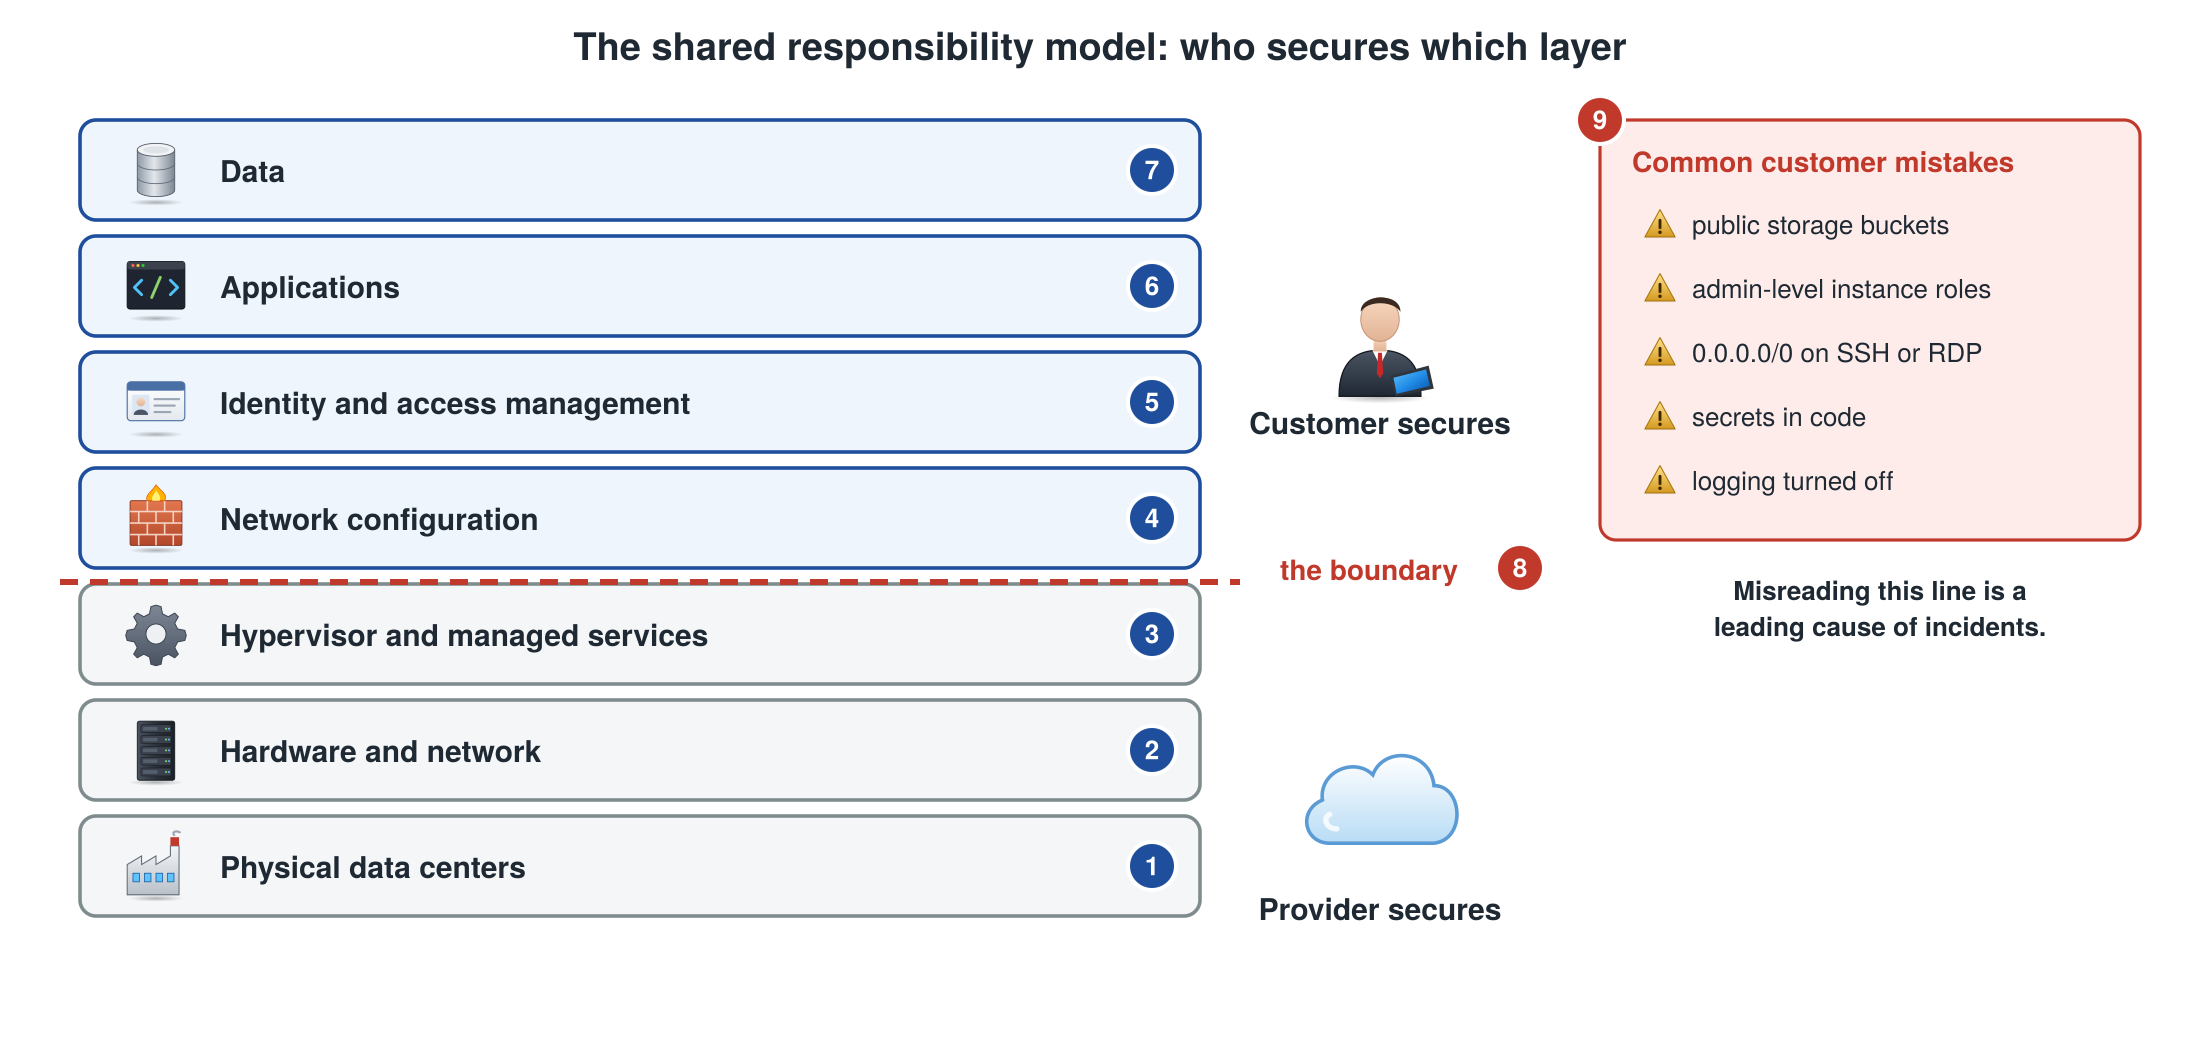 The shared responsibility model: who secures which layer
Data
7
Applications
6
Identity and access management
5
Network configuration
4
Hypervisor and managed services
3
Hardware and network
2
Physical data centers
1
Customer secures
the boundary
8
Provider secures
9
Common customer mistakes
public storage buckets
admin-level instance roles
0.0.0.0/0 on SSH or RDP
secrets in code
logging turned off
Misreading this line is a
leading cause of incidents.